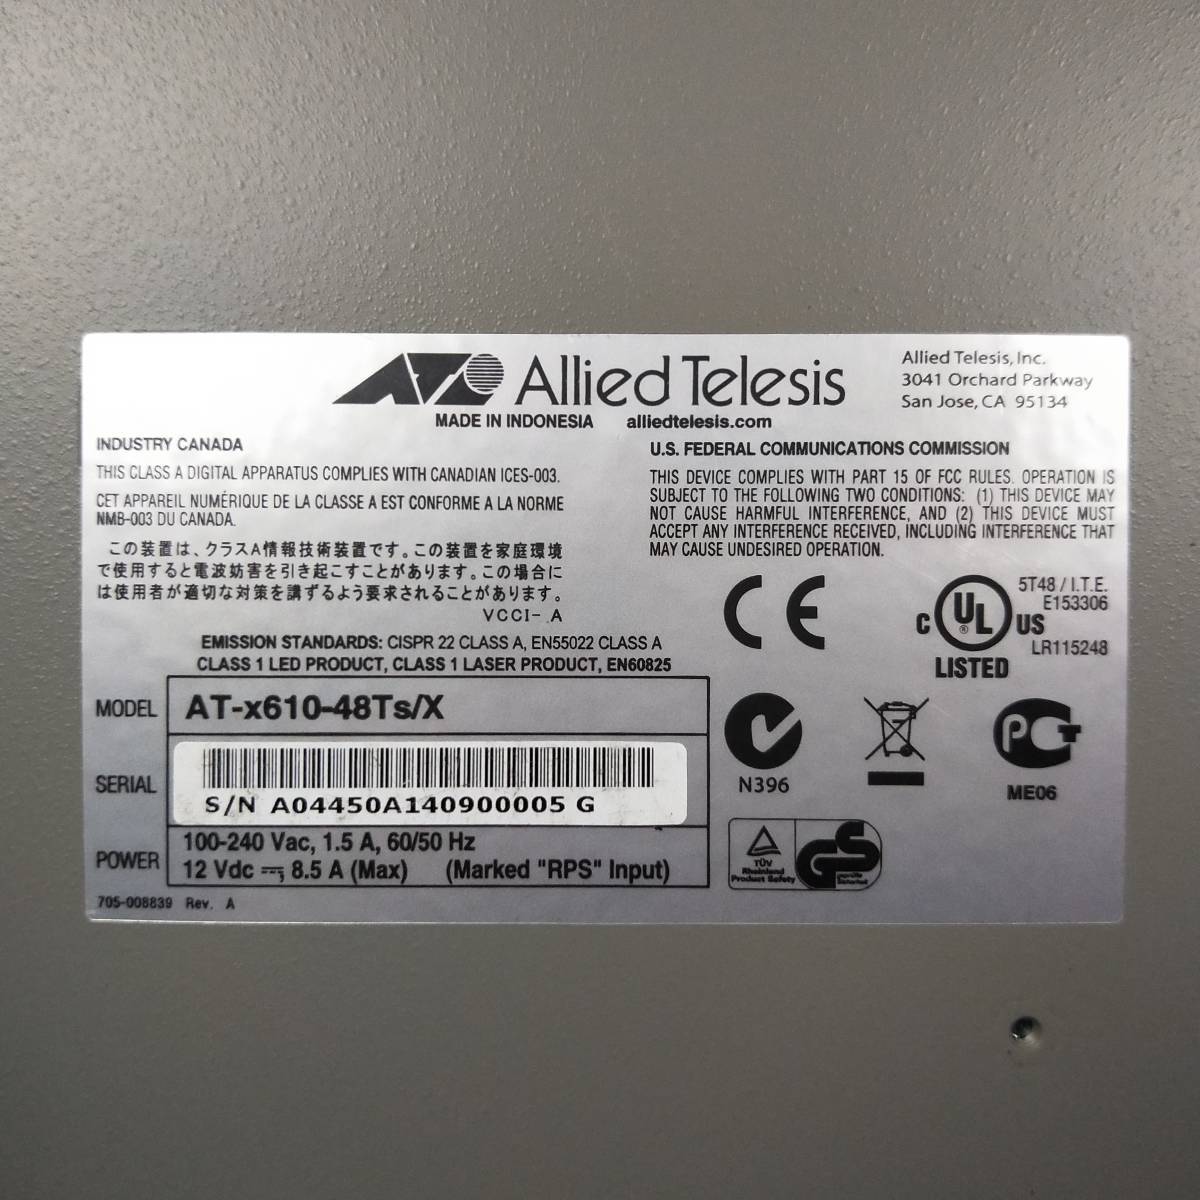 Allied Telesis
MADE IN INDONESIA alliedtelesis.com
Allied Telesis, Inc.
3041 Orchard Parkway
San Jose, CA 95134
INDUSTRY CANADA
THIS CLASS A DIGITAL APPARATUS COMPLIES WITH CANADIAN ICES-003.
CET APPAREIL NUMÉRIQUE DE LA CLASSE A EST CONFORME A LA NORME
NMB-003 DU CANADA.
この装置は、クラスA情報技術装置です。この装置を家庭環境
で使用すると電波妨害を引き起こすことがあります。この場合に
は使用者が適切な対策を講ずるよう要求されることがあります。
VCCI-A
EMISSION STANDARDS: CISPR 22 CLASS A, EN55022 CLASS A
CLASS 1 LED PRODUCT, CLASS 1 LASER PRODUCT, EN60825
U.S. FEDERAL COMMUNICATIONS COMMISSION
THIS DEVICE COMPLIES WITH PART 15 OF FCC RULES. OPERATION IS
SUBJECT TO THE FOLLOWING TWO CONDITIONS: (1) THIS DEVICE MAY
NOT CAUSE HARMFUL INTERFERENCE, AND (2) THIS DEVICE MUST
ACCEPT ANY INTERFERENCE RECEIVED, INCLUDING INTERFERENCE THAT
MAY CAUSE UNDESIRED OPERATION.
CE
C UL ® US
LISTED
5T48 / I.T.E.
E153306
LR115248
MODEL AT-x610-48Ts/X
SERIAL S/N A04450A140900005 G
POWER 100-240 Vac, 1.5 A, 60/50 Hz
12 Vdc ⎓ 8.5 A (Max) (Marked "RPS" Input)
705-008839 Rev. A
N396
PCT
ME06
TÜV
Rheinland
Product Safety
GS
geprüfte
Sicherheit